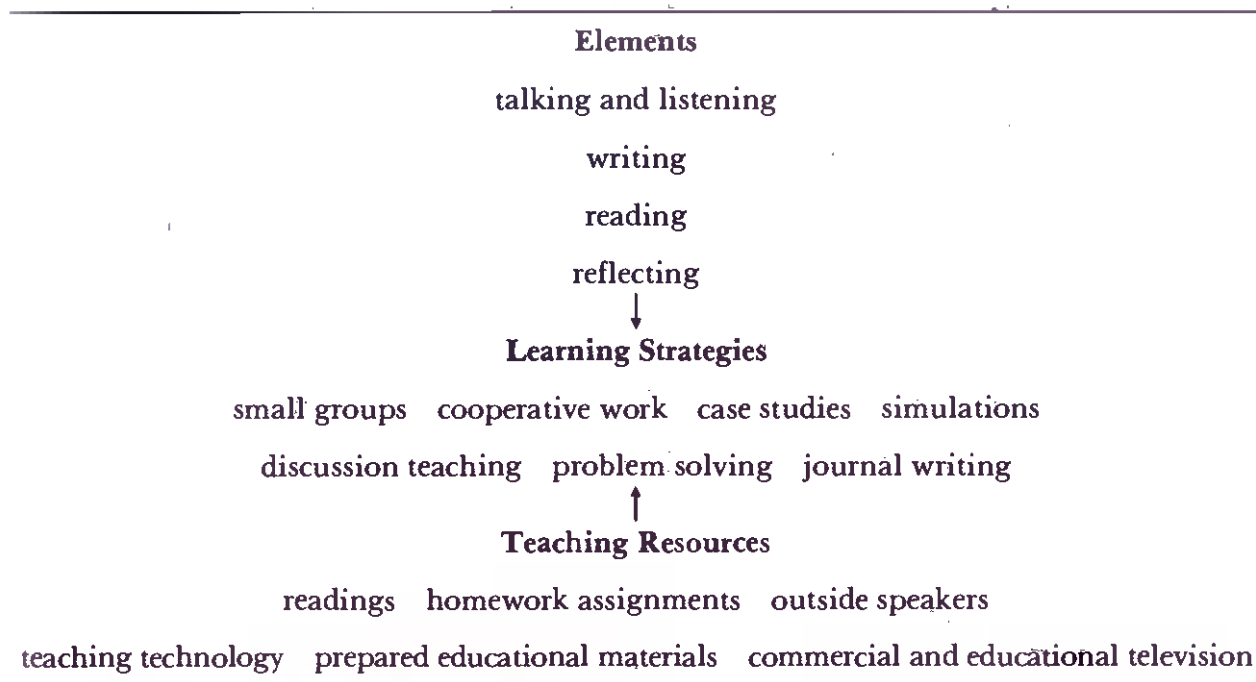 Elements
talking and listening
writing
reading
reflecting
Learning Strategies
small groups cooperative work case studies simulations
discussion teaching problem solving journal writing
Teaching Resources
readings homework assignments outside speakers
teaching technology prepared educational materials commercial and educational television